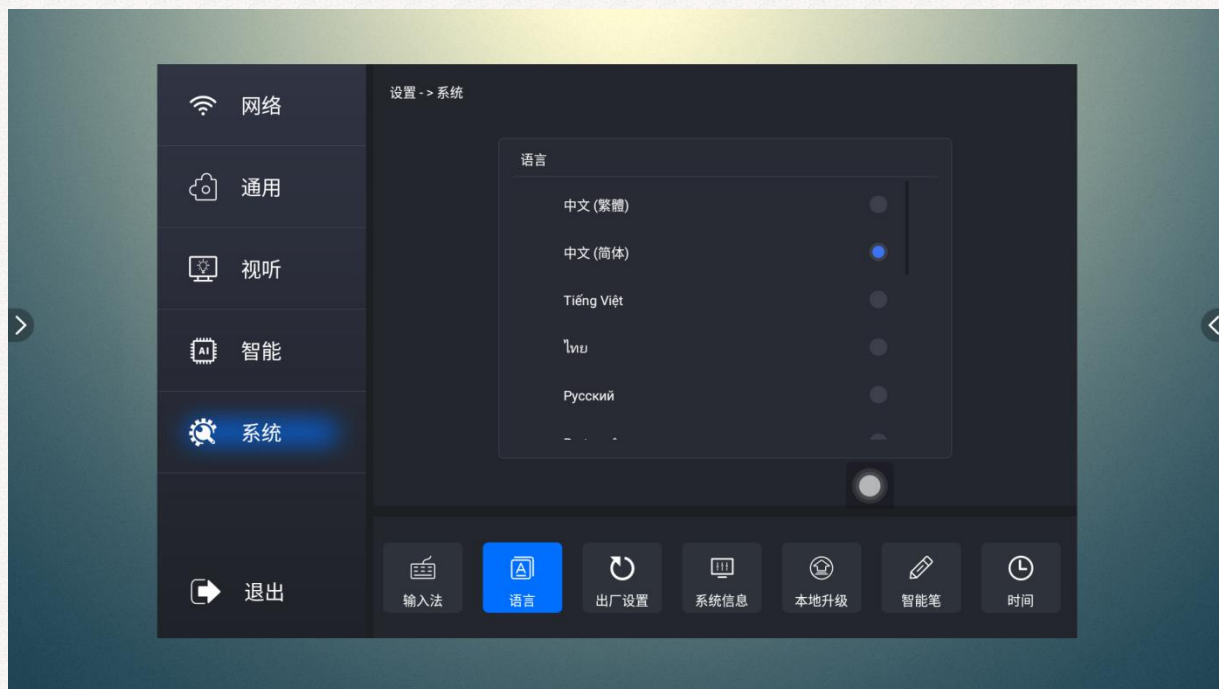 网络
通用
视听
智能
系统
退出
设置 - > 系统
语言
中文 (繁體)
中文 (简体)
Tiếng Việt
ไทย
Русский
输入法
语言
出厂设置
系统信息
本地升级
智能笔
时间